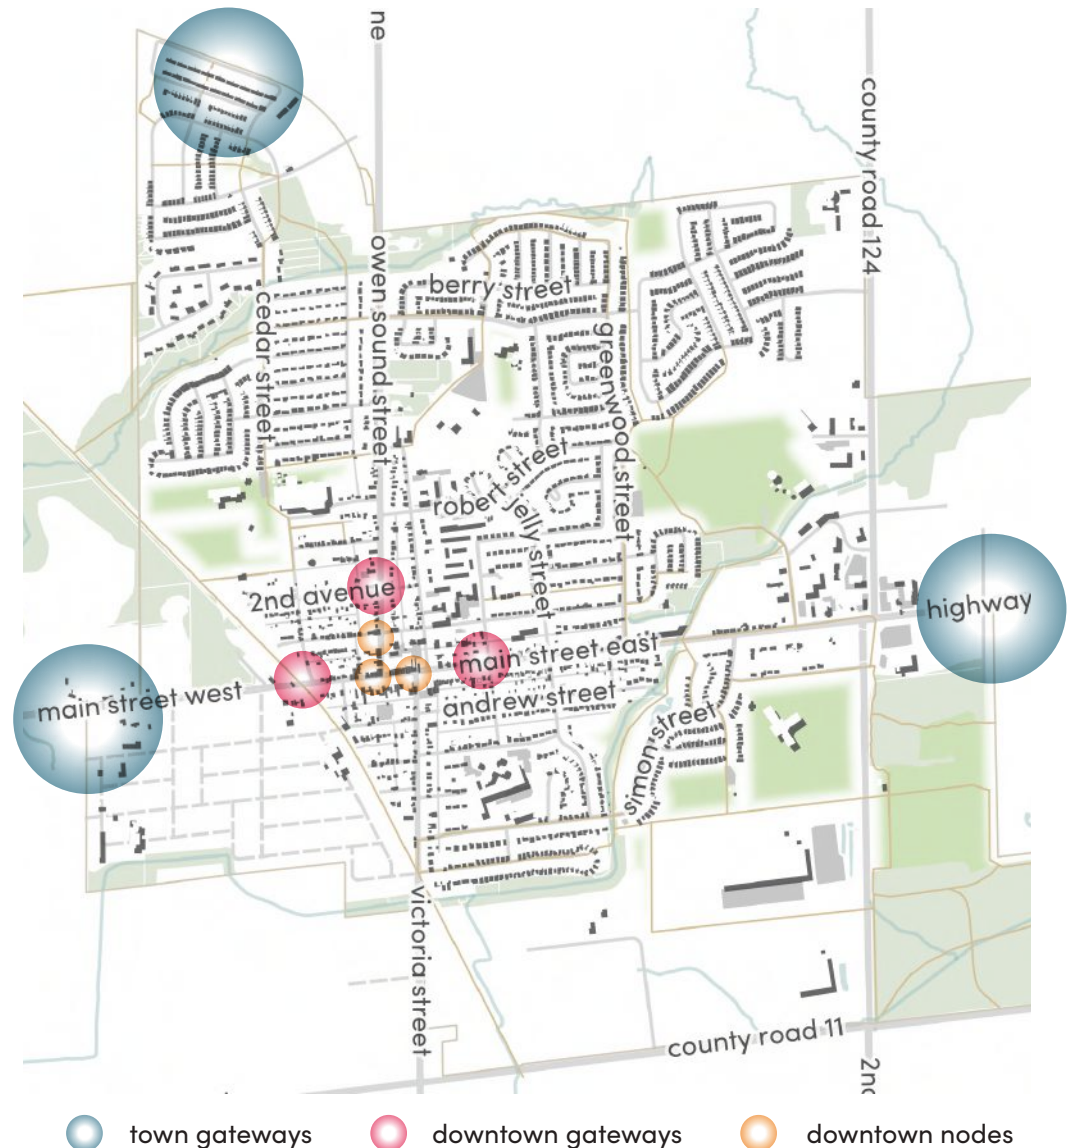 ne
county road 124
owen sound street
berry street
cedar street
greenwood street
robert street
jelly street
2nd avenue
highway
main street east
main street west
andrew street
simon street
victoria street
county road 11
town gateways
downtown gateways
downtown nodes